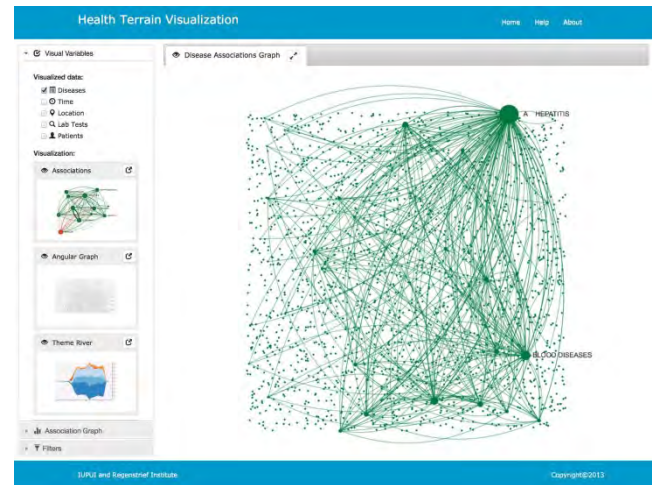 Health Terrain Visualization
Home Help About
Visual Variables
Disease Associations Graph
Visualized data:
Diseases
Time
Location
Lab Tests
Patients
Visualization:
Associations
Angular Graph
Theme River
Association Graph
Filters
A HEPATITIS
BLOOD DISEASES
IUPUI and Regenstrief Institute
Copyright©2013